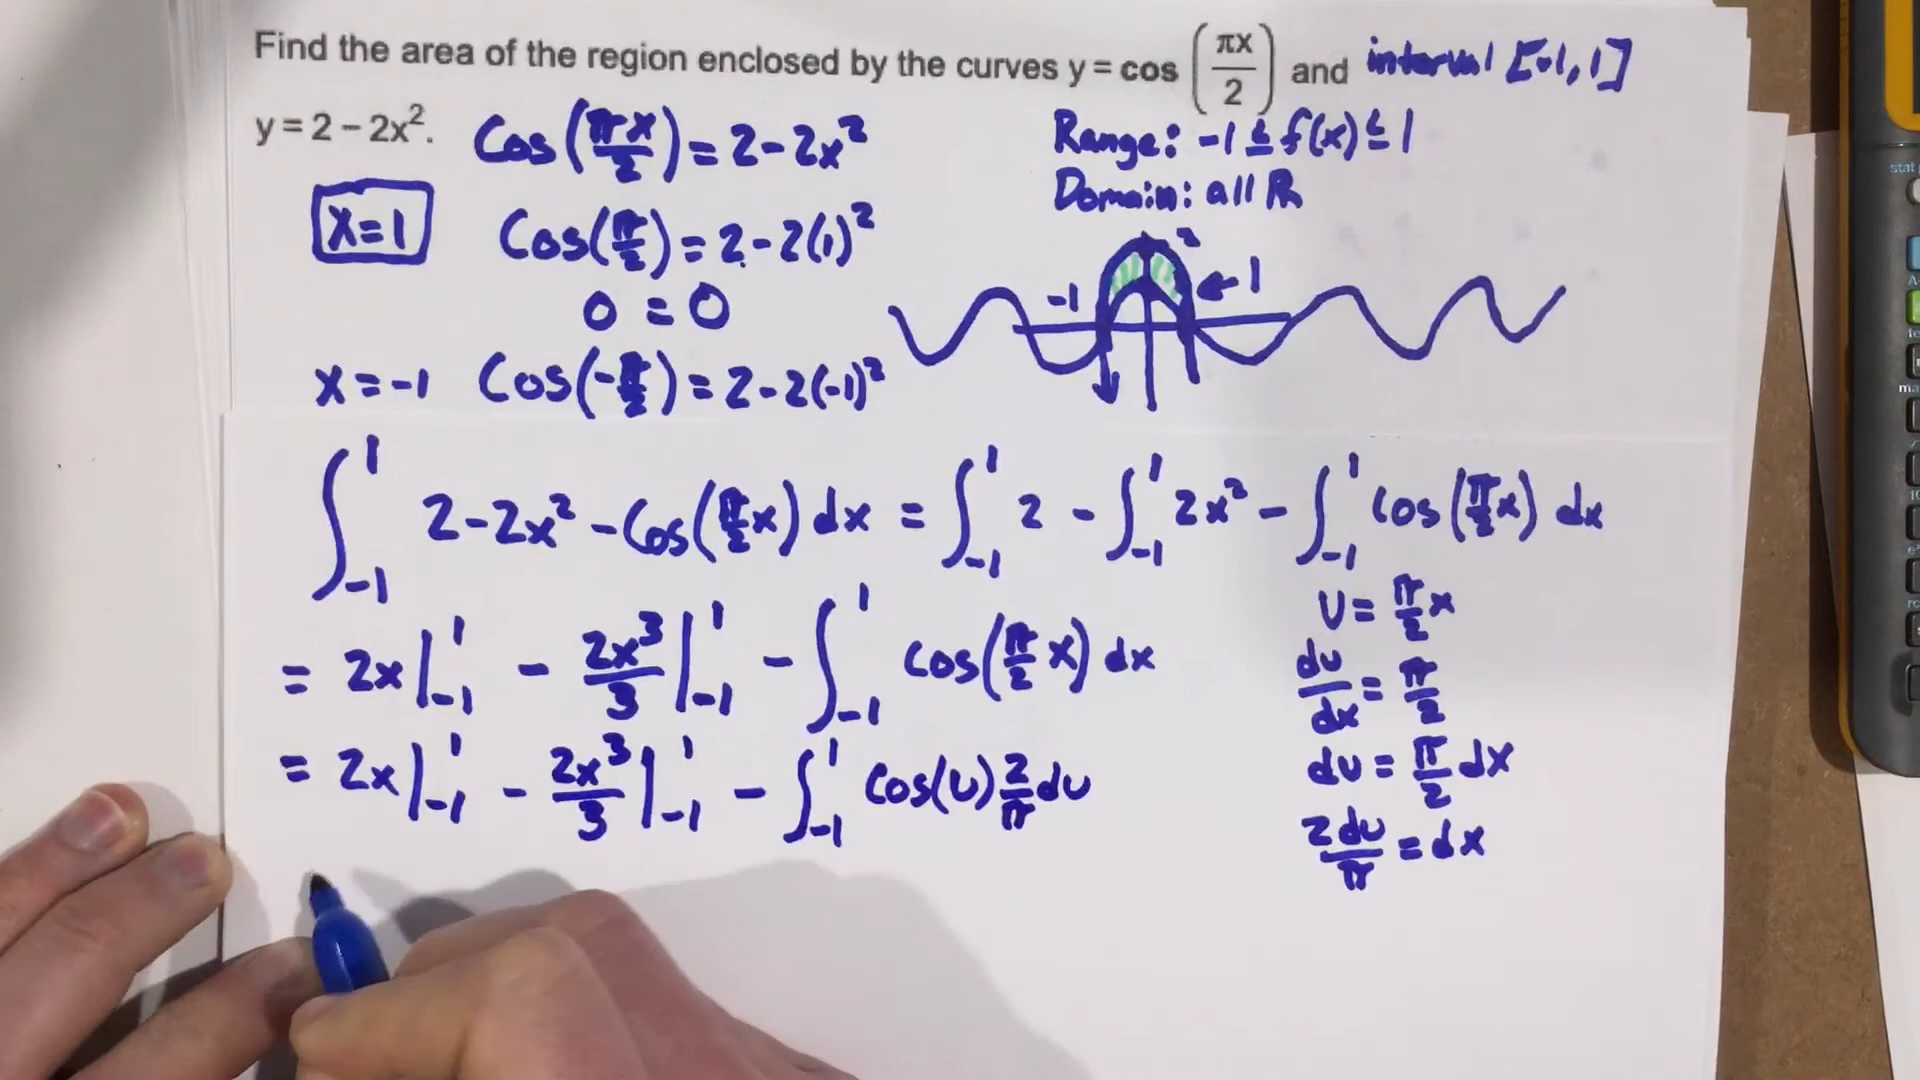 Find the area of the region enclosed by the curves y = cos (πx/2) and interval [-1, 1]
y = 2 – 2x². Cos(πx/2) = 2 - 2x²
Range: -1 ≤ f(x) ≤ 1
Domain: all ℝ
x=1 Cos(π/2) = 2 - 2(1)²
0 = 0
2
-1 ← 1
x = -1 Cos(-π/2) = 2 - 2(-1)²
∫₋₁¹ 2 - 2x² - Cos(π/2 x) dx = ∫₋₁¹ 2 - ∫₋₁¹ 2x² - ∫₋₁¹ cos(π/2 x) dx
= 2x |₋₁¹ - 2x³/3 |₋₁¹ - ∫₋₁¹ cos(π/2 x) dx
= 2x |₋₁¹ - 2x³/3 |₋₁¹ - ∫₋₁¹ cos(u) 2/π du
u = π/2 x
du/dx = π/2
du = π/2 dx
2du/π = dx
stat